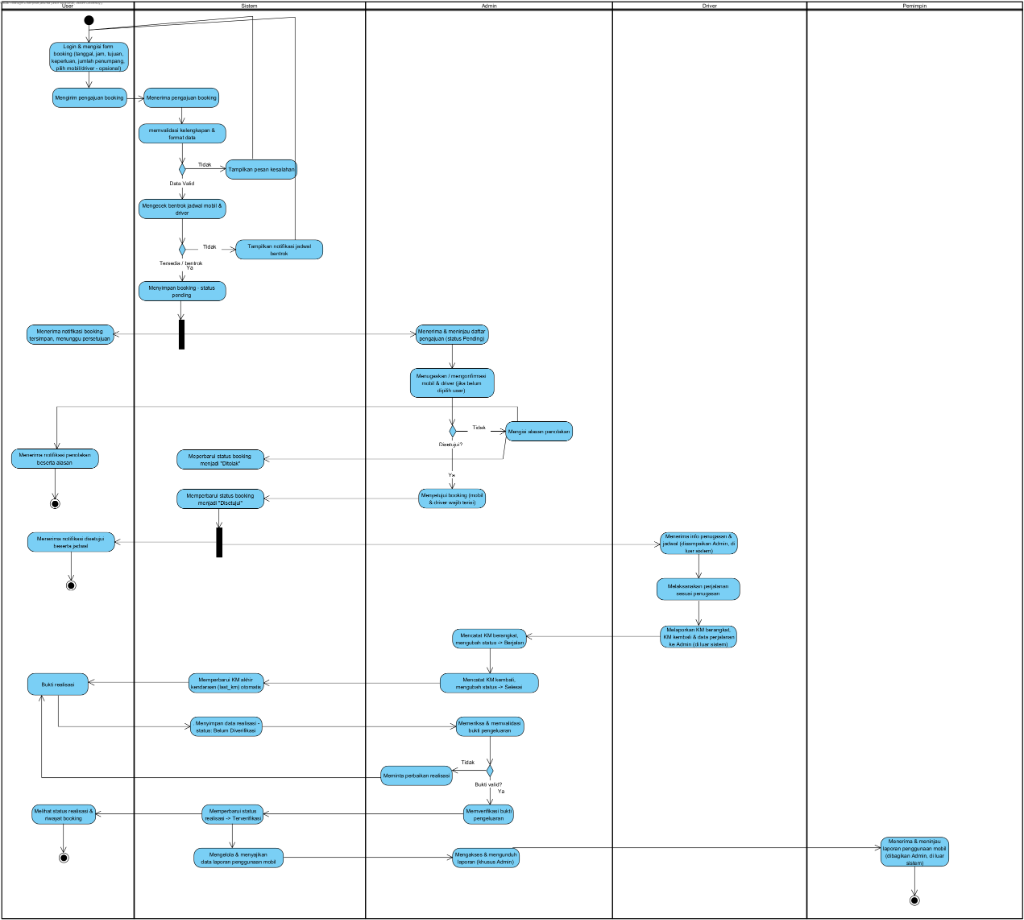 User
Sistem
Admin
Driver
Pemimpin
Login & mengisi form
booking (tanggal, jam, tujuan,
keperluan, jumlah penumpang,
pilih mobil/driver - opsional)
Mengirim pengajuan booking
Menerima pengajuan booking
memvalidasi kelengkapan &
format data
Tidak
Tampilkan pesan kesalahan
Data Valid
Mengecek bentrok jadwal mobil &
driver
Tidak
Tampilkan notifikasi jadwal
bentrok
Tersedia / bentrok
Ya
Menyimpan booking - status
pending
Menerima notifikasi booking
tersimpan, menunggu persetujuan
Menerima & meninjau daftar
pengajuan (status Pending)
Menugaskan / mengonfirmasi
mobil & driver (jika belum
dipilih user)
Tidak
Mengisi alasan penolakan
Disetujui?
Menerima notifikasi penolakan
beserta alasan
Meperbarui status booking
menjadi "Ditolak"
Ya
Memperbarui status booking
menjadi "Disetujui"
Menyetujui booking (mobil
& driver wajib terisi)
Menerima notifikasi disetujui
beserta jadwal
Menerima info penugasan &
jadwal (disampaikan Admin, di
luar sistem)
Melaksanakan perjalanan
sesuai penugasan
Melaporkan KM berangkat,
KM kembali & data perjalanan
ke Admin (di luar sistem)
Mencatat KM berangkat,
mengubah status -> Berjalan
Bukti realisasi
Memperbarui KM akhir
kendaraan (last_km) otomatis
Mencatat KM kembali,
mengubah status -> Selesai
Menyimpan data realisasi -
status: Belum Diverifikasi
Memeriksa & memvalidasi
bukti pengeluaran
Tidak
Meminta perbaikan realisasi
Bukti valid?
Ya
Melihat status realisasi &
riwayat booking
Memperbarui status
realisasi -> Terverifikasi
Memverifikasi bukti
pengeluaran
Mengelola & menyajikan
data laporan penggunaan mobil
Mengakses & mengunduh
laporan (khusus Admin)
Menerima & meninjau
laporan penggunaan mobil
(dibagikan Admin, di luar
sistem)